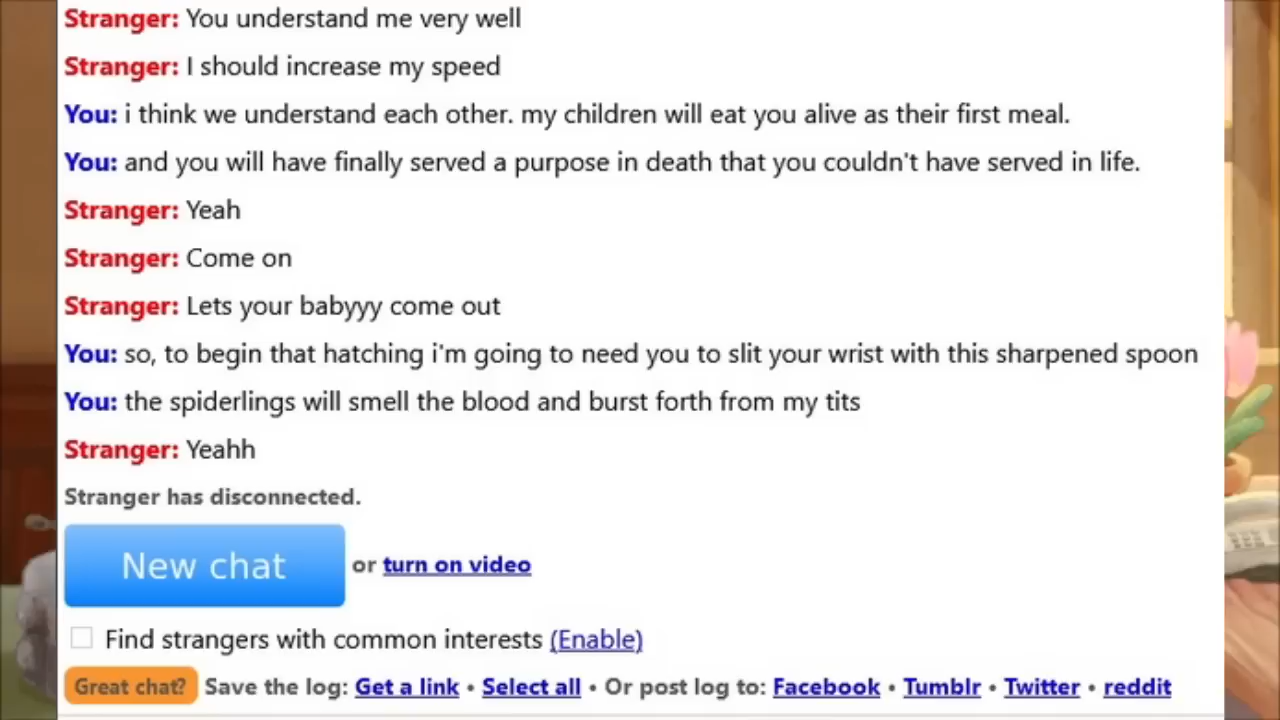 Stranger: You understand me very well
Stranger: I should increase my speed
You: i think we understand each other. my children will eat you alive as their first meal.
You: and you will have finally served a purpose in death that you couldn't have served in life.
Stranger: Yeah
Stranger: Come on
Stranger: Lets your babyyy come out
You: so, to begin that hatching i'm going to need you to slit your wrist with this sharpened spoon
You: the spiderlings will smell the blood and burst forth from my tits
Stranger: Yeahh
Stranger has disconnected.
New chat or turn on video
Find strangers with common interests (Enable)
Great chat? Save the log: Get a link • Select all • Or post log to: Facebook • Tumblr • Twitter • reddit